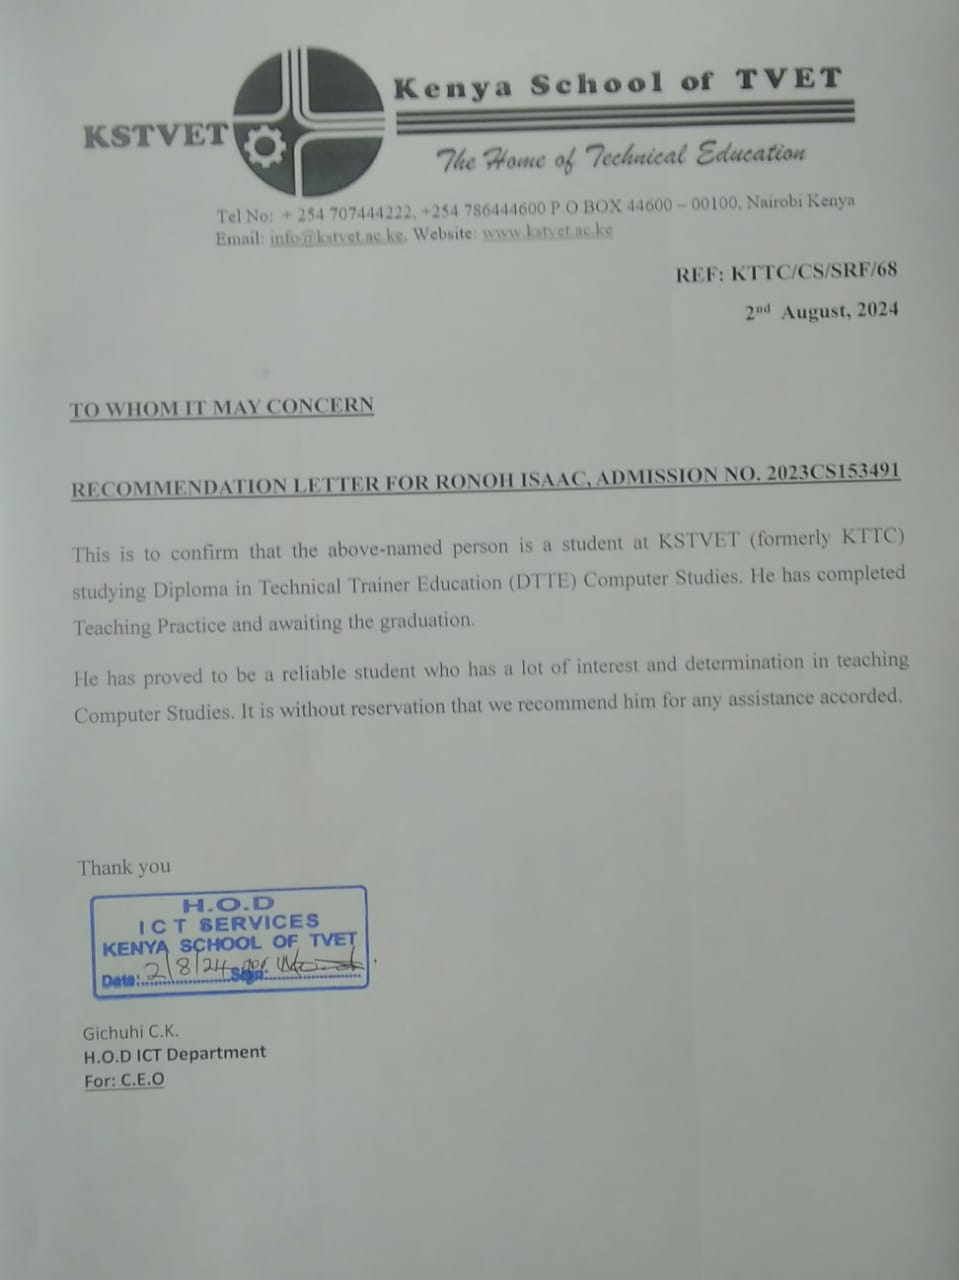 Kenya School of TVET
KSTVET
The Home of Technical Education
Tel No: + 254 707444222, +254 786444600 P.O BOX 44600 – 00100, Nairobi Kenya
Email: info@kstvet.ac.ke, Website: www.kstvet.ac.ke
REF: KTTC/CS/SRF/68
2nd August, 2024
TO WHOM IT MAY CONCERN
RECOMMENDATION LETTER FOR RONOH ISAAC, ADMISSION NO. 2023CS153491
This is to confirm that the above-named person is a student at KSTVET (formerly KTTC)
studying Diploma in Technical Trainer Education (DTTE) Computer Studies. He has completed
Teaching Practice and awaiting the graduation.
He has proved to be a reliable student who has a lot of interest and determination in teaching
Computer Studies. It is without reservation that we recommend him for any assistance accorded.
Thank you
H.O.D
ICT SERVICES
KENYA SCHOOL OF TVET
Date: 2/8/24 Sign:
Gichuhi C.K.
H.O.D ICT Department
For: C.E.O